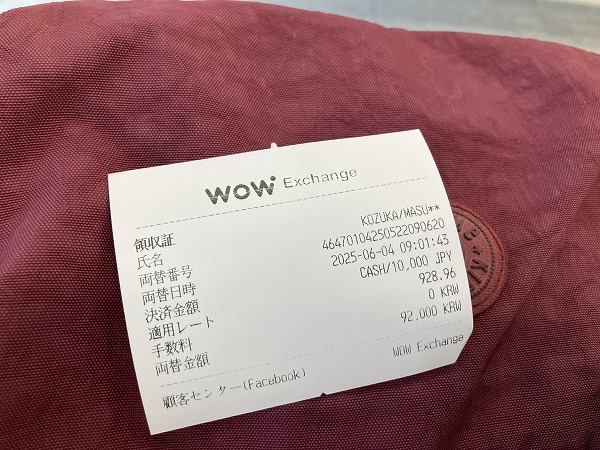 WOW Exchange
領収証
氏名 KOZUKA/MASU**
両替番号 46470104250522090620
両替日時 2025-06-04 09:01:43
決済金額 CASH/10,000 JPY
適用レート 928.96
手数料 0 KRW
両替金額 92,000 KRW
WOW Exchange
顧客センター(Facebook)